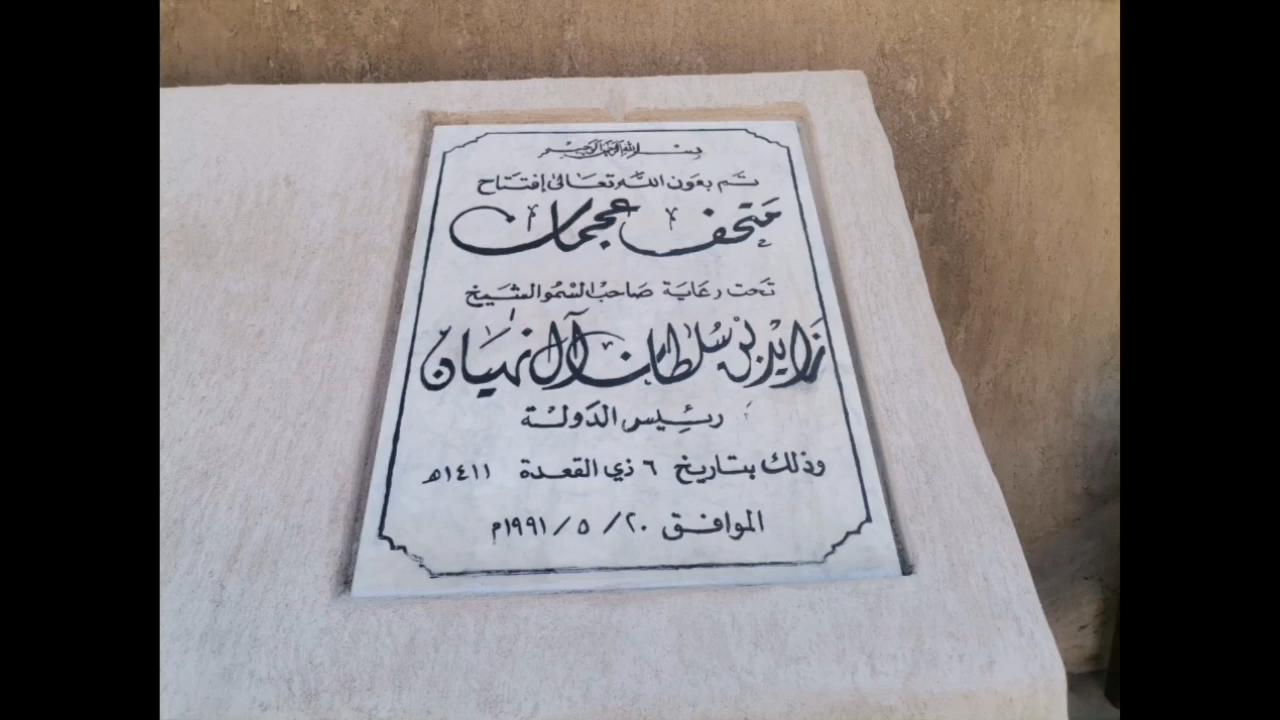 بسم الله الرحمن الرحيم
تم بعون الله تعالى إفتتاح
متحف عجمان
تحت رعاية صاحب السمو الشيخ
زايد بن سلطان آل نهيان
رئيس الدولة
وذلك بتاريخ ٦ ذي القعدة ١٤١١هـ
الموافق ٢٠/ ٥ / ١٩٩١م